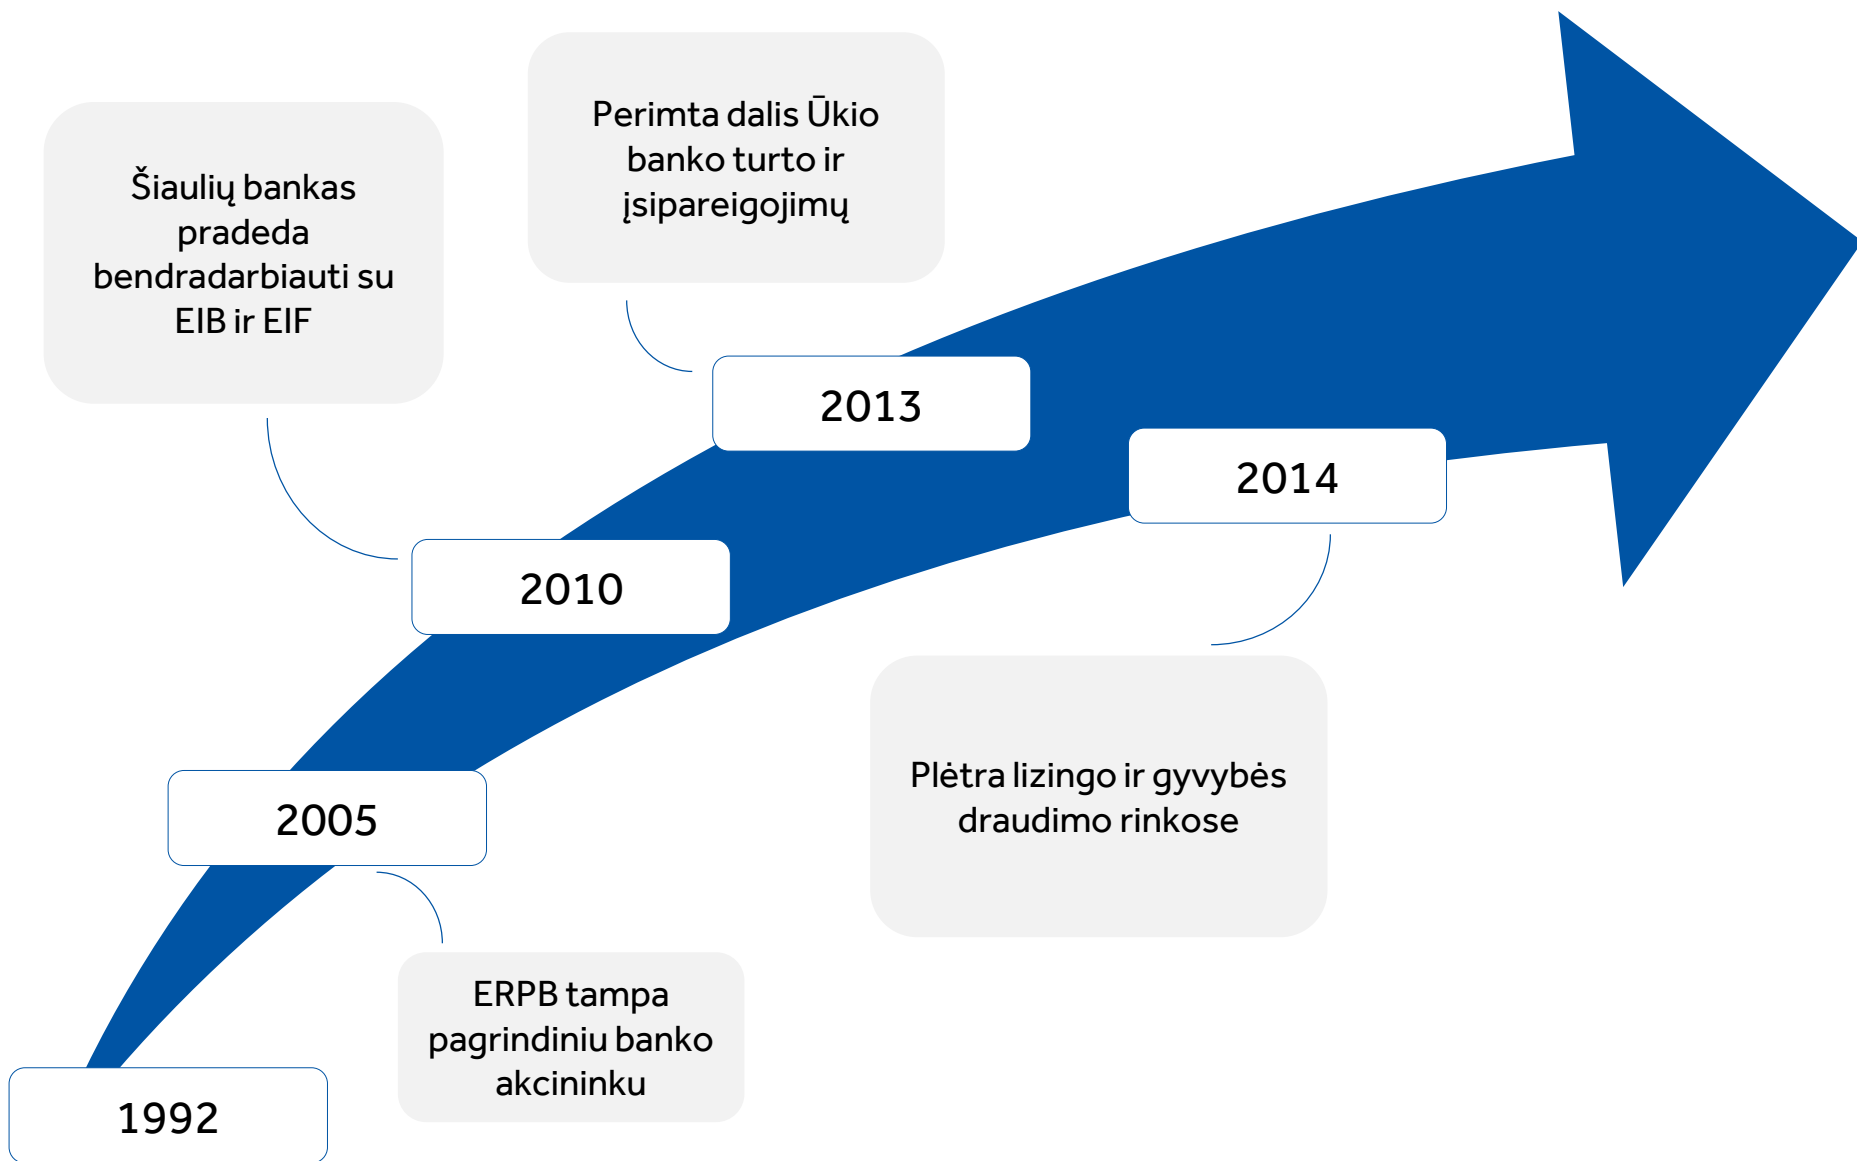 Perimta dalis Ūkio
banko turto ir
įsipareigojimų
Šiaulių bankas
pradeda
bendradarbiauti su
EIB ir EIF
2013
2014
2010
Plėtra lizingo ir gyvybės
draudimo rinkose
2005
ERPB tampa
pagrindiniu banko
akcininku
1992